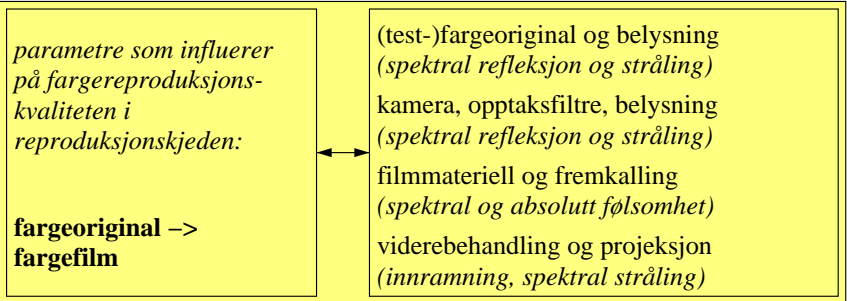 parametre som influerer
på fargereproduksjons-
kvaliteten i
reproduksjonskjeden:
fargeoriginal −>
fargefilm
(test-)fargeoriginal og belysning
(spektral refleksjon og stråling)
kamera, opptaksfiltre, belysning
(spektral refleksjon og stråling)
filmmateriell og fremkalling
(spektral og absolutt følsomhet)
viderebehandling og projeksjon
(innramning, spektral stråling)